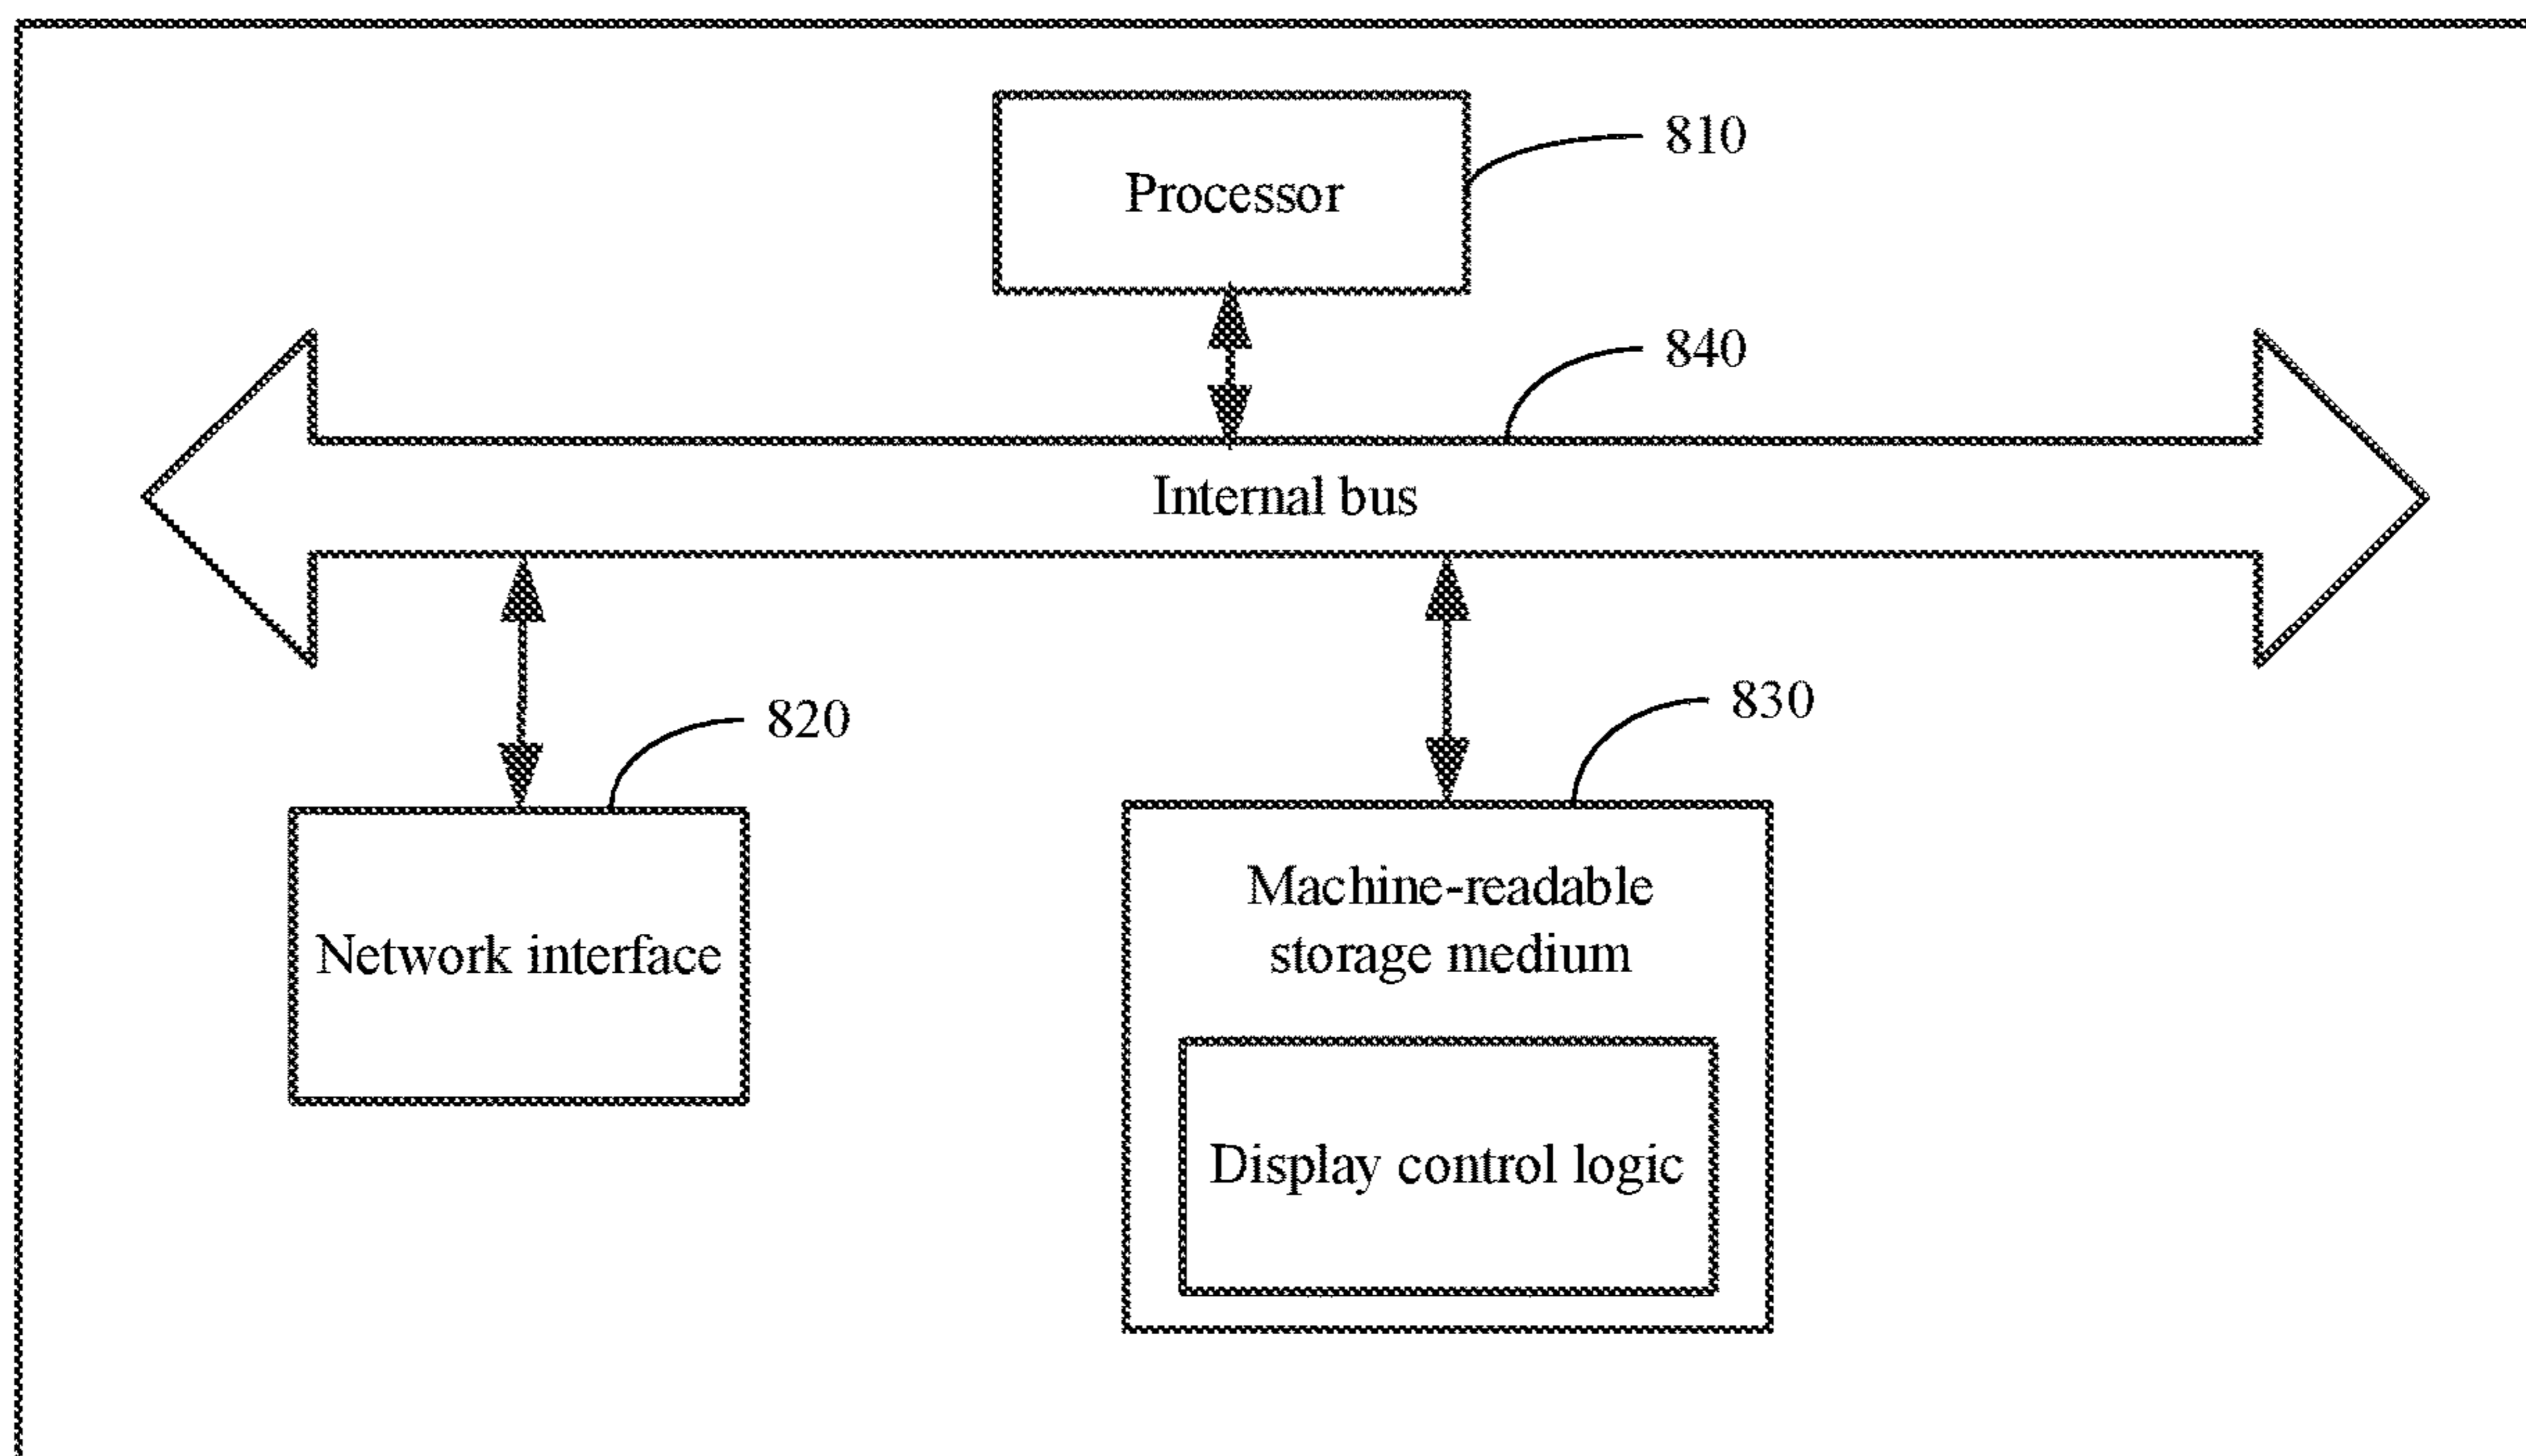 810
Processor
840
Internal bus
820
830
Machine-readable
storage medium
Network interface
Display control logic